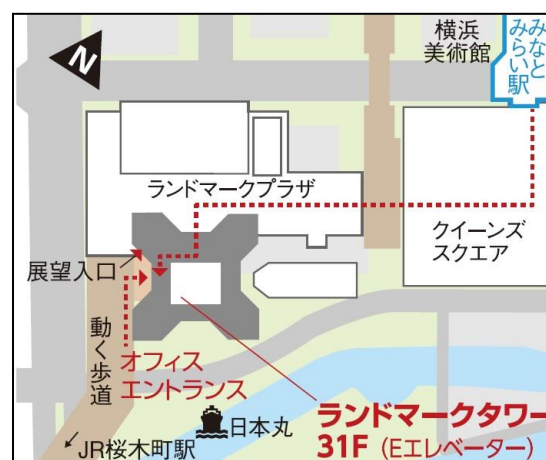 N
横浜
美術館
みなと
みらい駅
ランドマークプラザ
クイーンズ
スクエア
展望入口
動く歩道
オフィス
エントランス
日本丸
ランドマークタワー
31F (Eエレベーター)
JR桜木町駅